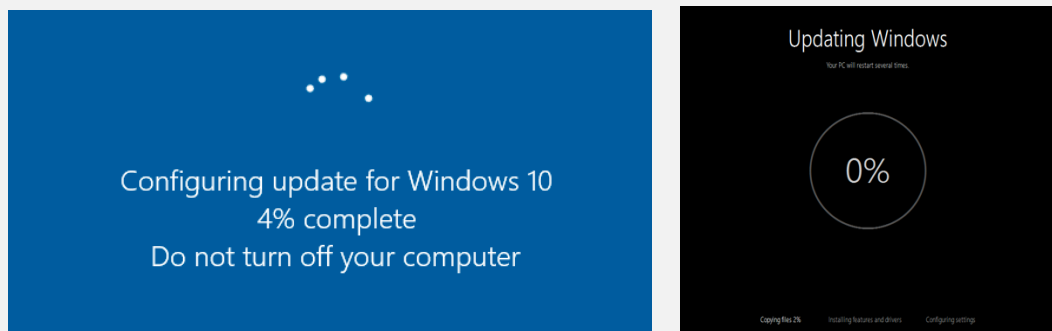 Configuring update for Windows 10
4% complete
Do not turn off your computer
Updating Windows
Your PC will restart several times.
0%
Copying files 2%
Installing features and drivers
Configuring settings